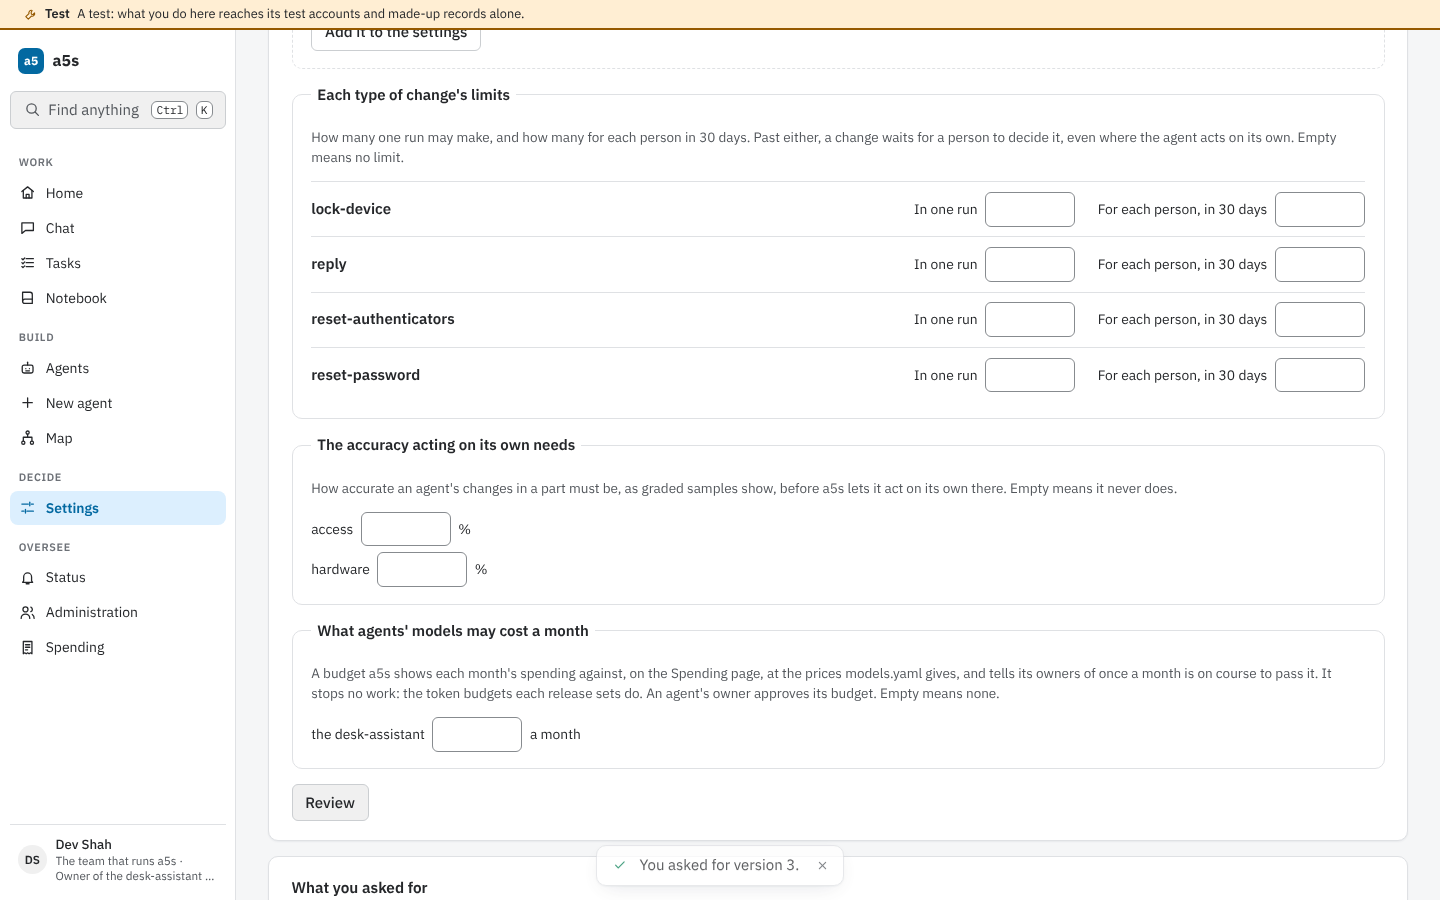 Test A test: what you do here reaches its test accounts and made-up records alone.
a5 a5s
Find anything Ctrl K
WORK
Home
Chat
Tasks
Notebook
BUILD
Agents
New agent
Map
DECIDE
Settings
OVERSEE
Status
Administration
Spending
DS
Dev Shah
The team that runs a5s ·
Owner of the desk-assistant ...
Add it to the settings
Each type of change's limits
How many one run may make, and how many for each person in 30 days. Past either, a change waits for a person to decide it, even where the agent acts on its own. Empty
means no limit.
lock-device In one run For each person, in 30 days
reply In one run For each person, in 30 days
reset-authenticators In one run For each person, in 30 days
reset-password In one run For each person, in 30 days
The accuracy acting on its own needs
How accurate an agent's changes in a part must be, as graded samples show, before a5s lets it act on its own there. Empty means it never does.
access %
hardware %
What agents' models may cost a month
A budget a5s shows each month's spending against, on the Spending page, at the prices models.yaml gives, and tells its owners of once a month is on course to pass it. It
stops no work: the token budgets each release sets do. An agent's owner approves its budget. Empty means none.
the desk-assistant a month
Review
You asked for version 3.
What you asked for